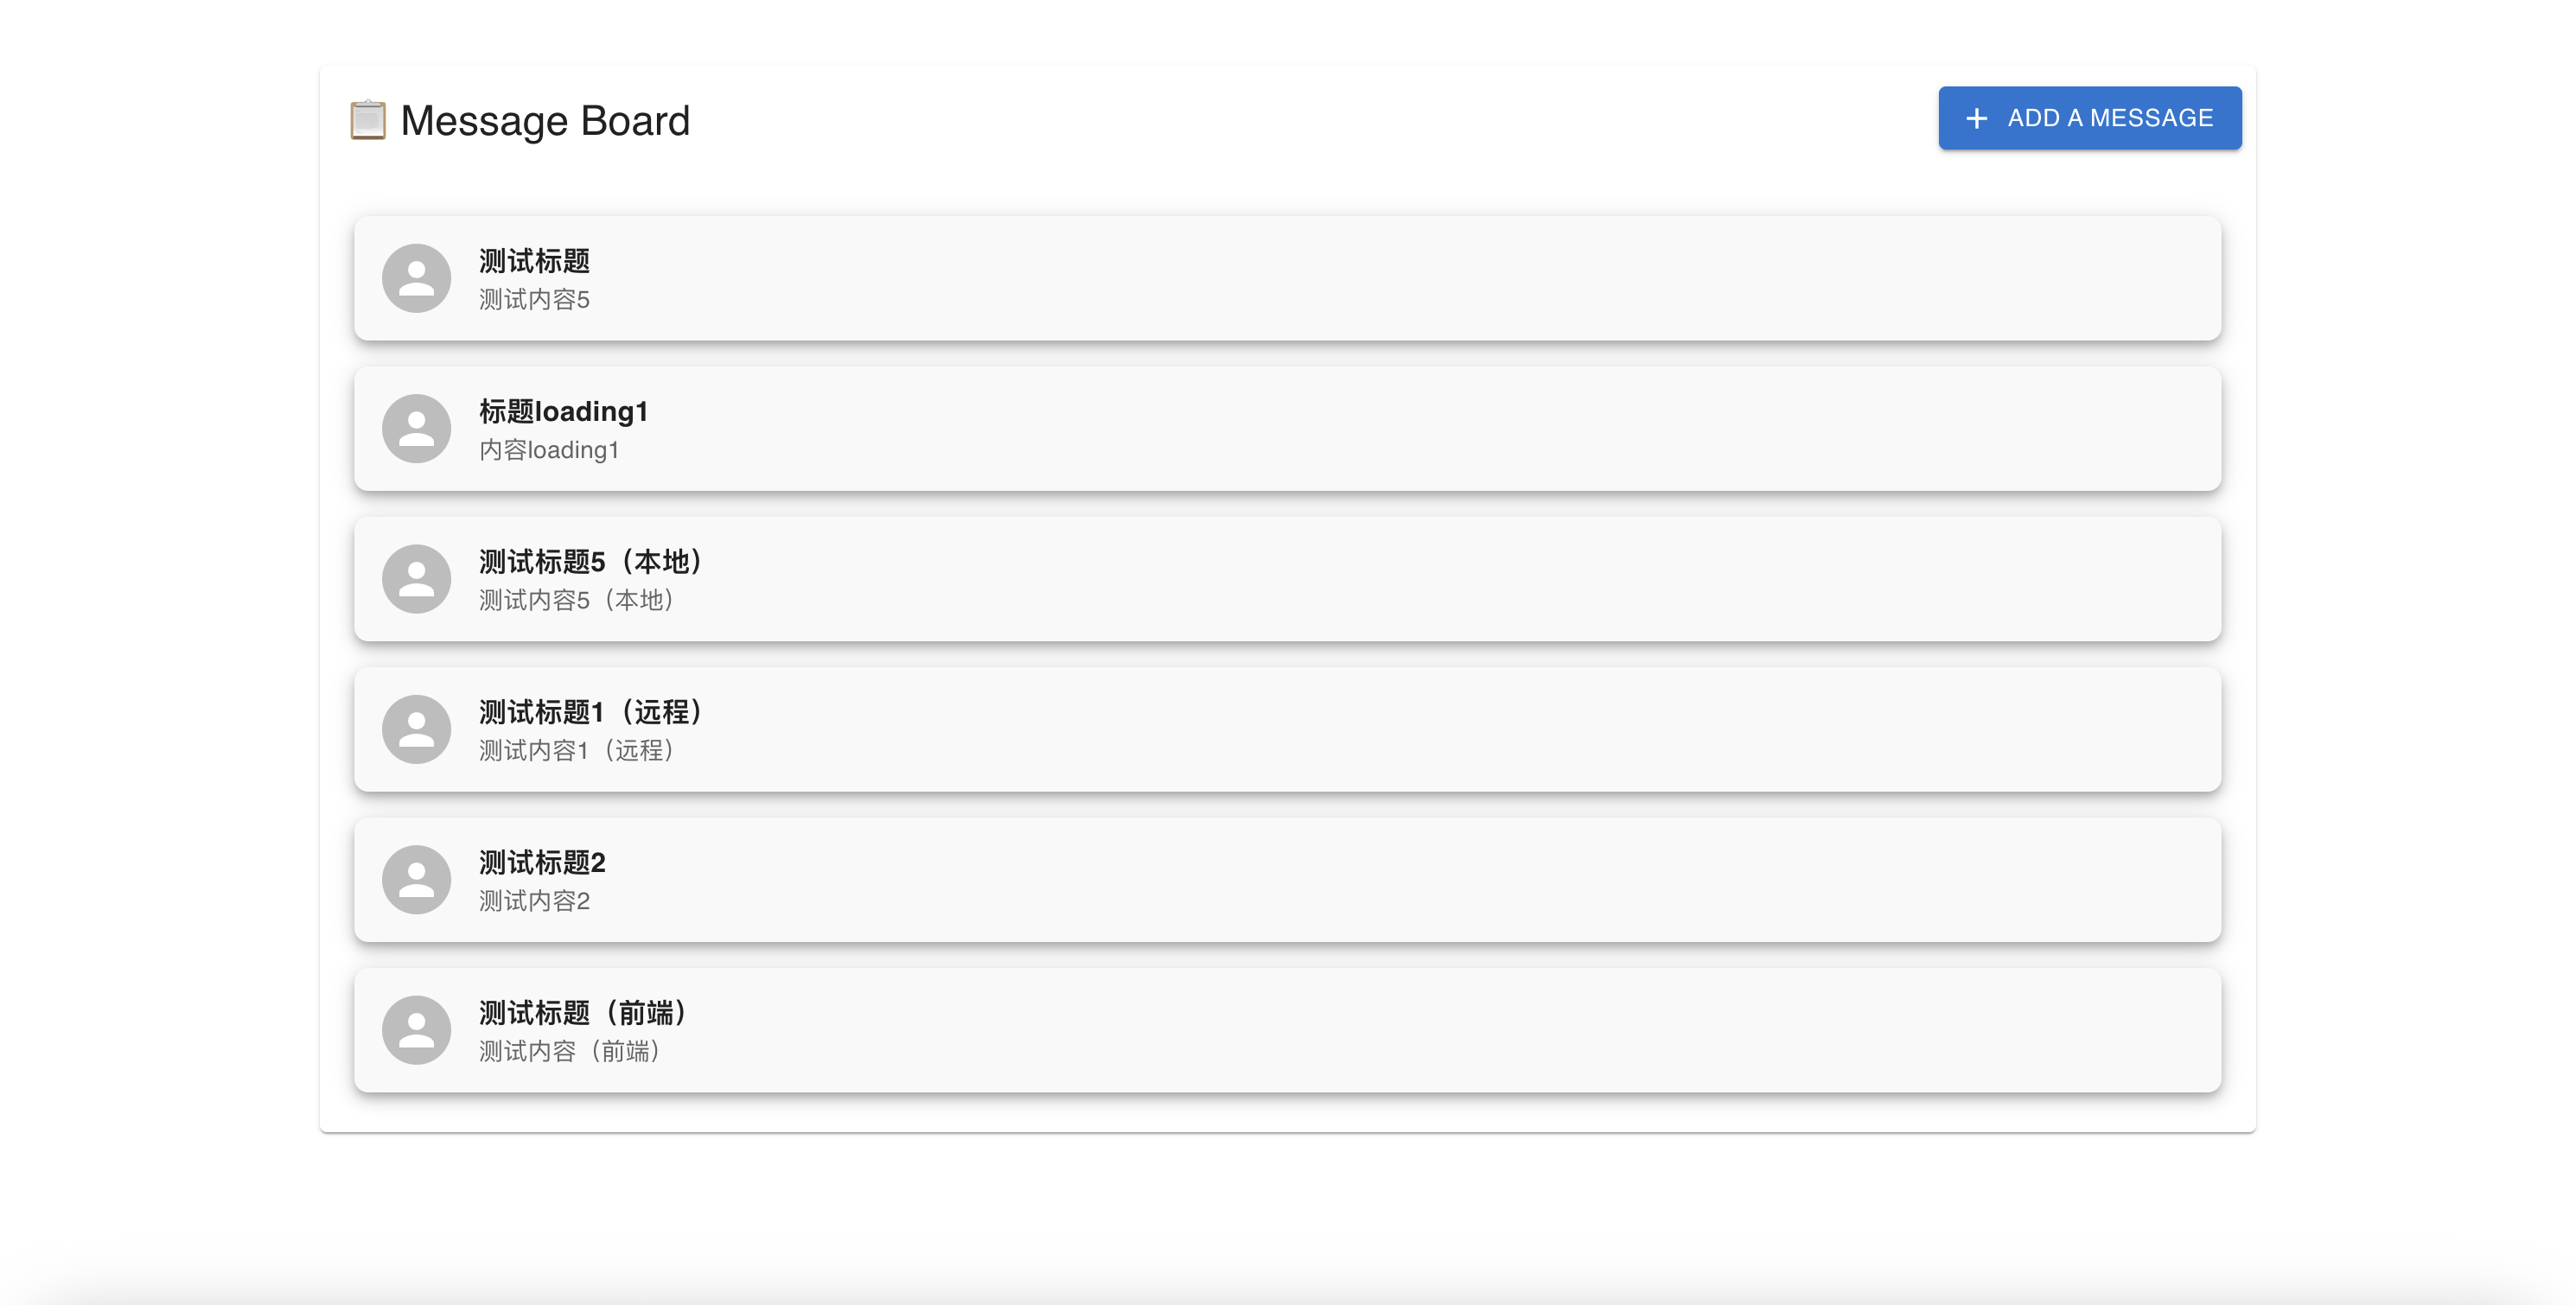 Message Board
ADD A MESSAGE
测试标题
测试内容5
标题loading1
内容loading1
测试标题5（本地）
测试内容5（本地）
测试标题1（远程）
测试内容1（远程）
测试标题2
测试内容2
测试标题（前端）
测试内容（前端）